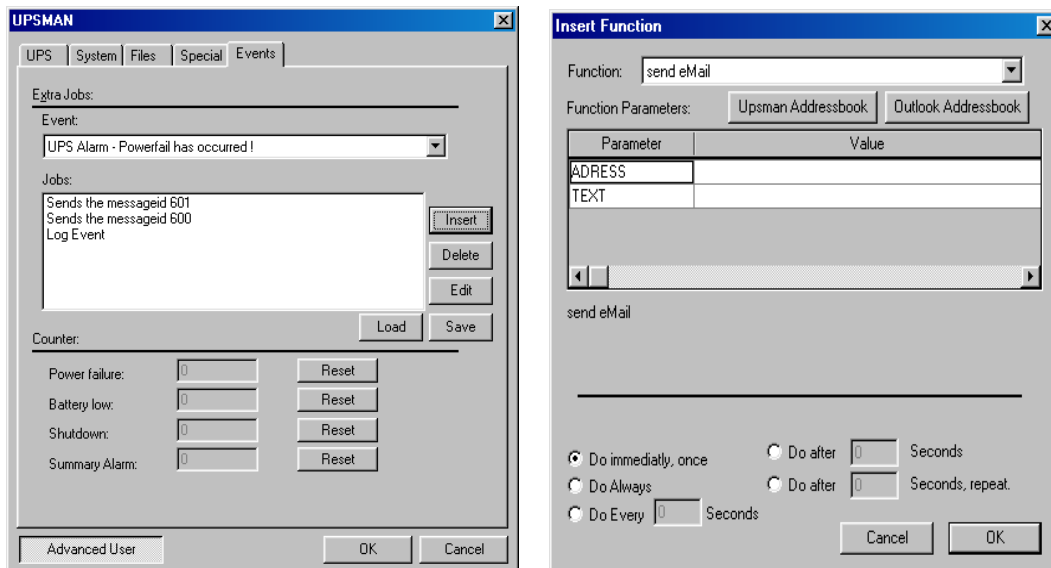 UPSMAN
UPS System Files Special Events
Extra Jobs:
Event:
UPS Alarm - Powerfail has occurred !
Jobs:
Sends the messageid 601
Sends the messageid 600
Log Event
Insert
Delete
Edit
Load Save
Counter:
Power failure: 0 Reset
Battery low: 0 Reset
Shutdown: 0 Reset
Summary Alarm: 0 Reset
Advanced User OK Cancel
Insert Function
Function: send eMail
Function Parameters: Upsman Addressbook Outlook Addressbook
Parameter Value
ADRESS
TEXT
send eMail
Do immediatly, once Do after 0 Seconds
Do Always Do after 0 Seconds, repeat.
Do Every 0 Seconds
Cancel OK